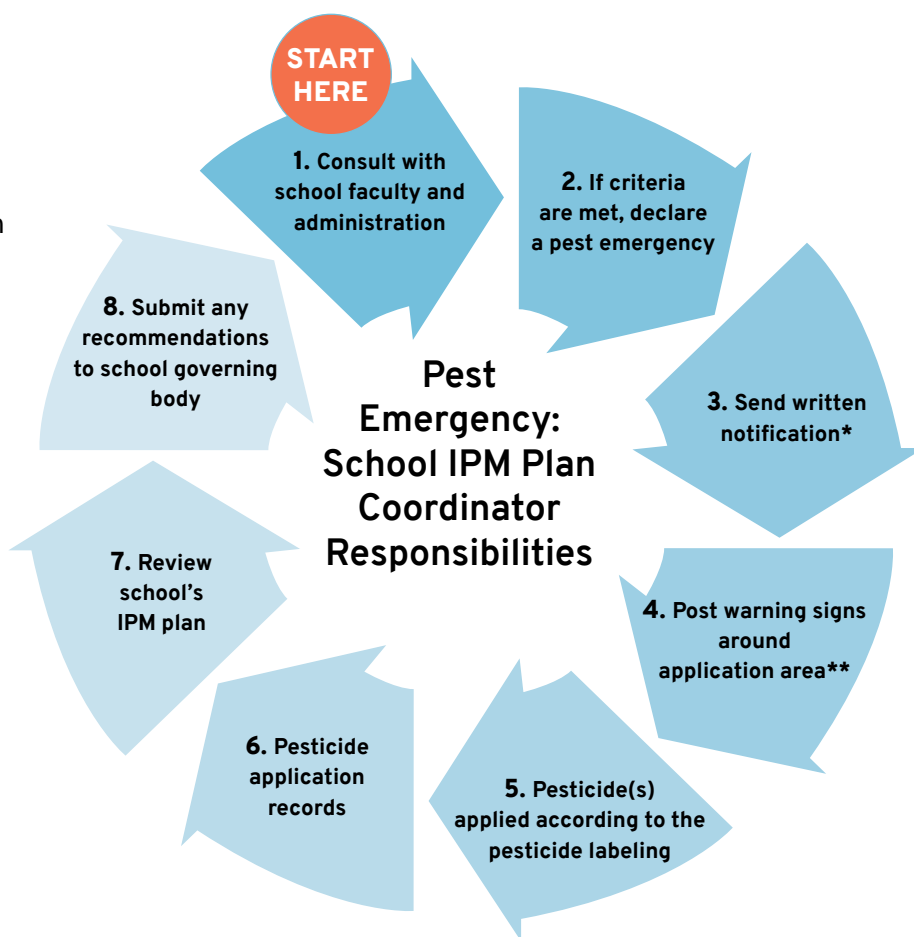 START
HERE
1. Consult with
school faculty and
administration
2. If criteria
are met, declare
a pest emergency
3. Send written
notification*
4. Post warning signs
around
application area**
5. Pesticide(s)
applied according to the
pesticide labeling
6. Pesticide
application
records
7. Review
school's
IPM plan
8. Submit any
recommendations
to school governing
body
Pest
Emergency:
School IPM Plan
Coordinator
Responsibilities